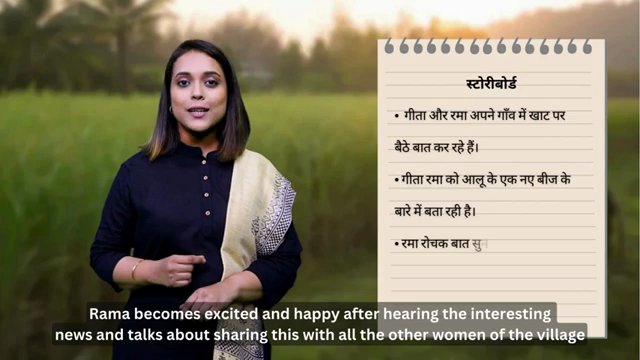 स्टोरीबोर्ड
• गीता और रमा अपने गाँव में खाट पर
बैठे बात कर रहे हैं।
• गीता रमा को आलू के एक नए बीज के
बारे में बता रही है।
• रमा रोचक बात सुन
Rama becomes excited and happy after hearing the interesting
news and talks about sharing this with all the other women of the village